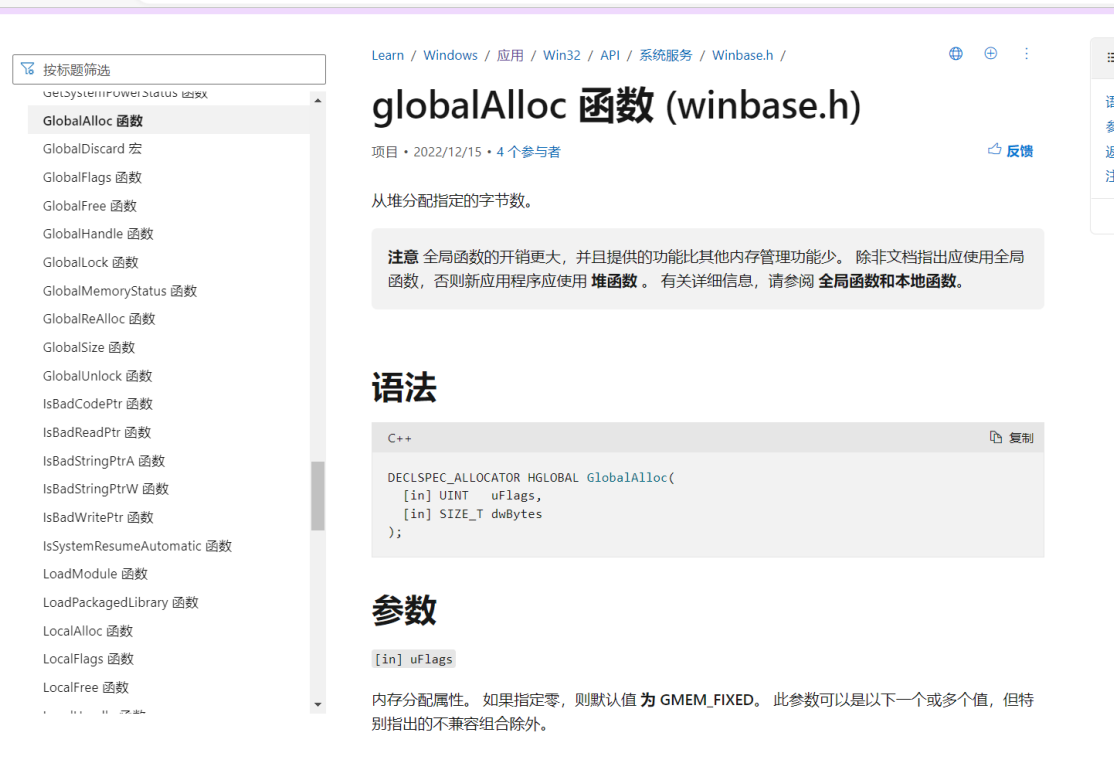 按标题筛选
GetSystemPowerStatus 函数
GlobalAlloc 函数
GlobalDiscard 宏
GlobalFlags 函数
GlobalFree 函数
GlobalHandle 函数
GlobalLock 函数
GlobalMemoryStatus 函数
GlobalReAlloc 函数
GlobalSize 函数
GlobalUnlock 函数
IsBadCodePtr 函数
IsBadReadPtr 函数
IsBadStringPtrA 函数
IsBadStringPtrW 函数
IsBadWritePtr 函数
IsSystemResumeAutomatic 函数
LoadModule 函数
LoadPackagedLibrary 函数
LocalAlloc 函数
LocalFlags 函数
LocalFree 函数
Learn / Windows / 应用 / Win32 / API / 系统服务 / Winbase.h /
globalAlloc 函数 (winbase.h)
项目 • 2022/12/15 • 4 个参与者
反馈
从堆分配指定的字节数。
注意 全局函数的开销更大，并且提供的功能比其他内存管理功能少。 除非文档指出应使用全局
函数，否则新应用程序应使用 堆函数 。 有关详细信息，请参阅 全局函数和本地函数。
语法
C++
复制
DECLSPEC_ALLOCATOR HGLOBAL GlobalAlloc(
[in] UINT   uFlags,
[in] SIZE_T dwBytes
);
参数
[in] uFlags
内存分配属性。 如果指定零，则默认值 为 GMEM_FIXED。 此参数可以是以下一个或多个值，但特
别指出的不兼容组合除外。